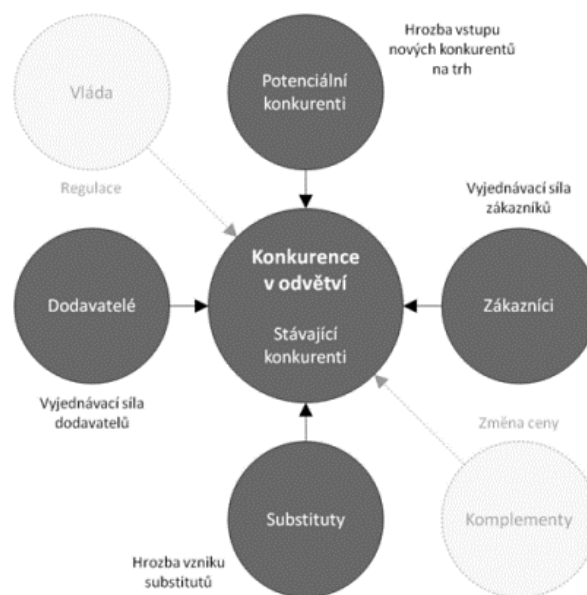 Hrozba vstupu
nových konkurentů
na trh
Potenciální
konkurenti
Vláda
Regulace
Vyjednávací síla
zákazníků
Konkurence
v odvětví
Stávající
konkurenti
Dodavatelé
Zákazníci
Vyjednávací síla
dodavatelů
Změna ceny
Substituty
Komplementy
Hrozba vzniku
substitutů